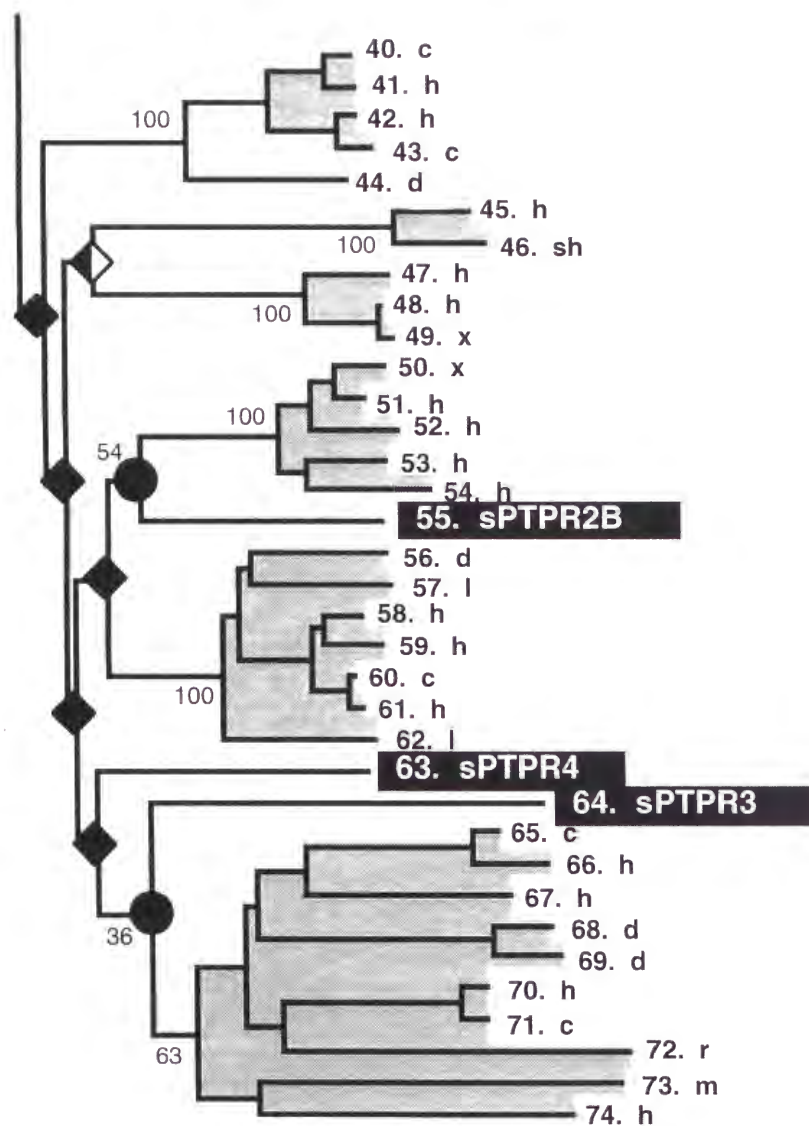 40. c
41. h
100
42. h
43. c
44. d
45. h
100
46. sh
47. h
48. h
100
49. x
50. x
51. h
100
52. h
54
53. h
54. h
55. sPTPR2B
56. d
57. l
58. h
59. h
60. c
100
61. h
62. l
63. sPTPR4
64. sPTPR3
65. c
66. h
67. h
68. d
36
69. d
70. h
71. c
63
72. r
73. m
74. h